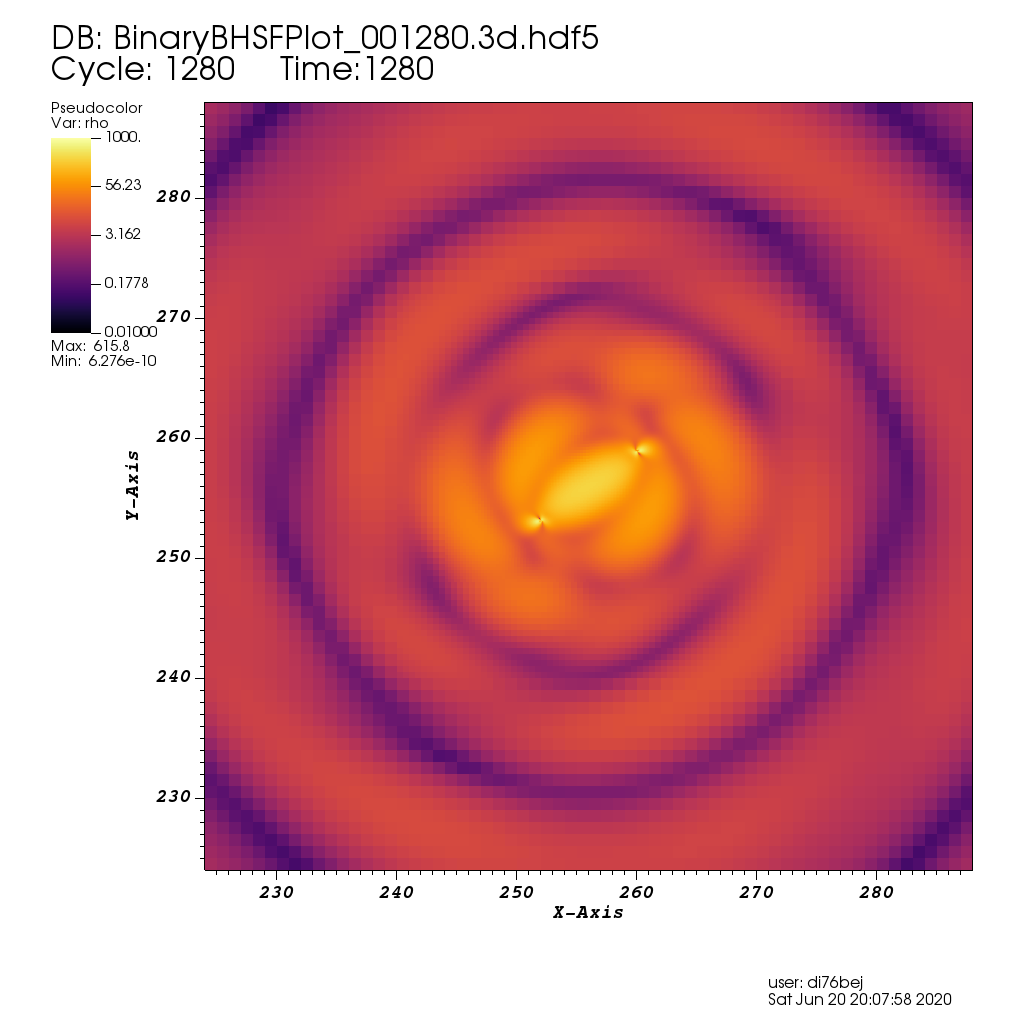 DB: BinaryBHSFPlot_001280.3d.hdf5
Cycle: 1280 Time:1280
Pseudocolor
Var: rho
1000.
56.23
3.162
0.1778
0.01000
Max: 615.8
Min: 6.276e-10
280
270
260
250
240
230
Y-Axis
230 240 250 260 270 280
X-Axis
user: di76bej
Sat Jun 20 20:07:58 2020